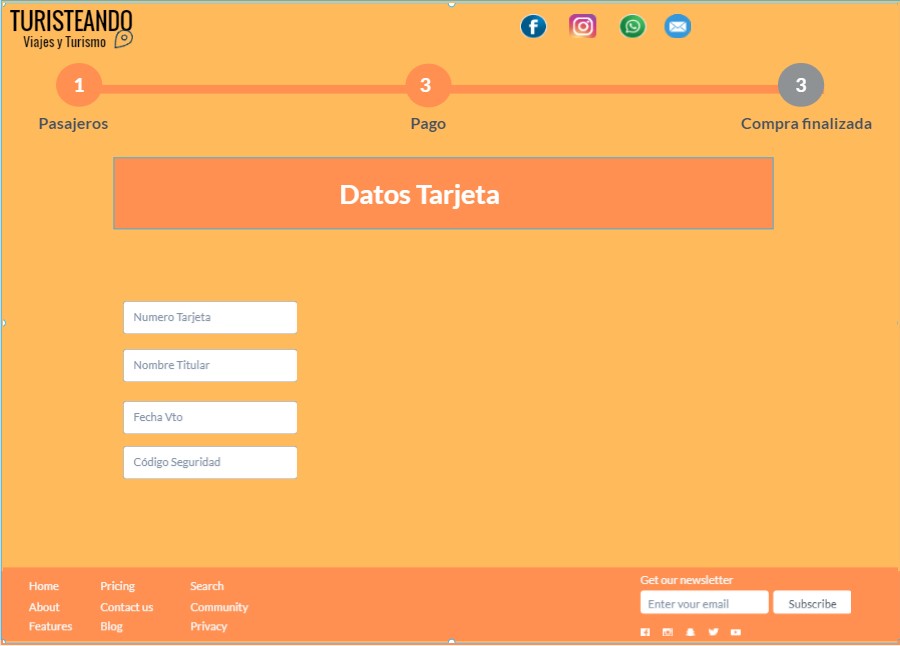 TURISTEANDO
Viajes y Turismo
1
3
3
Pasajeros
Pago
Compra finalizada
Datos Tarjeta
Numero Tarjeta
Nombre Titular
Fecha Vto
Código Seguridad
Home
Pricing
Search
About
Contact us
Community
Features
Blog
Privacy
Get our newsletter
Enter your email
Subscribe